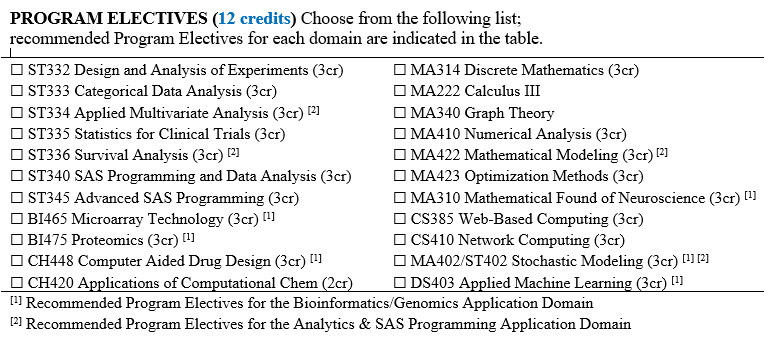 PROGRAM ELECTIVES (12 credits) Choose from the following list;
recommended Program Electives for each domain are indicated in the table.
☐ ST332 Design and Analysis of Experiments (3cr)
☐ ST333 Categorical Data Analysis (3cr)
☐ ST334 Applied Multivariate Analysis (3cr) [2]
☐ ST335 Statistics for Clinical Trials (3cr)
☐ ST336 Survival Analysis (3cr) [2]
☐ ST340 SAS Programming and Data Analysis (3cr)
☐ ST345 Advanced SAS Programming (3cr)
☐ BI465 Microarray Technology (3cr) [1]
☐ BI475 Proteomics (3cr) [1]
☐ CH448 Computer Aided Drug Design (3cr) [1]
☐ CH420 Applications of Computational Chem (2cr)
☐ MA314 Discrete Mathematics (3cr)
☐ MA222 Calculus III
☐ MA340 Graph Theory
☐ MA410 Numerical Analysis (3cr)
☐ MA422 Mathematical Modeling (3cr) [2]
☐ MA423 Optimization Methods (3cr)
☐ MA310 Mathematical Found of Neuroscience (3cr) [1]
☐ CS385 Web-Based Computing (3cr)
☐ CS410 Network Computing (3cr)
☐ MA402/ST402 Stochastic Modeling (3cr) [1] [2]
☐ DS403 Applied Machine Learning (3cr) [1]
[1] Recommended Program Electives for the Bioinformatics/Genomics Application Domain
[2] Recommended Program Electives for the Analytics & SAS Programming Application Domain